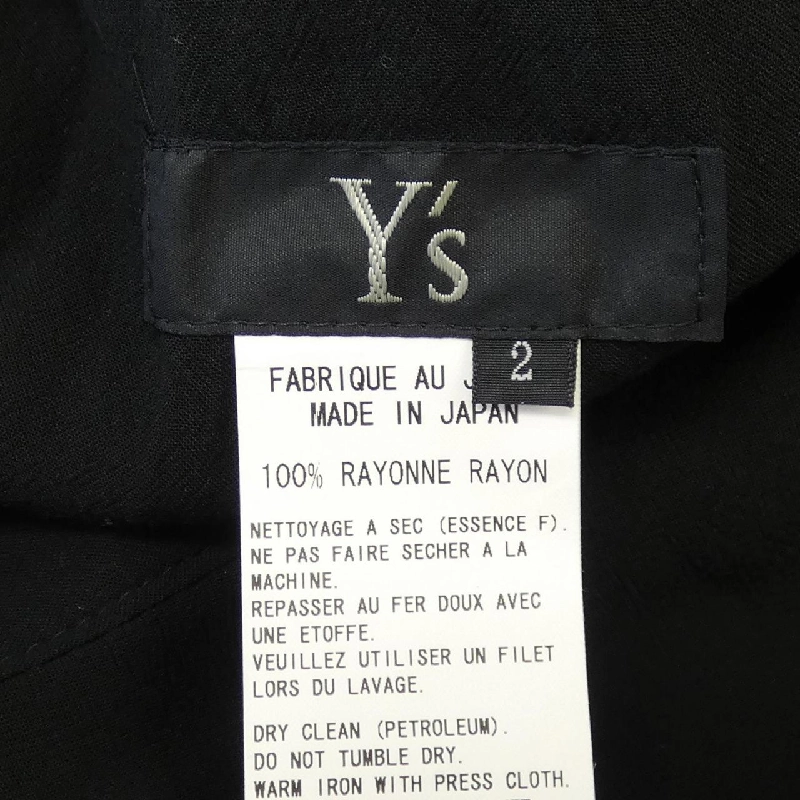 Y's
2
FABRIQUE AU
MADE IN JAPAN
100% RAYONNE RAYON
NETTOYAGE A SEC (ESSENCE F).
NE PAS FAIRE SECHER A LA
MACHINE.
REPASSER AU FER DOUX AVEC
UNE ETOFFE.
VEUILLEZ UTILISER UN FILET
LORS DU LAVAGE.
DRY CLEAN (PETROLEUM).
DO NOT TUMBLE DRY.
WARM IRON WITH PRESS CLOTH.